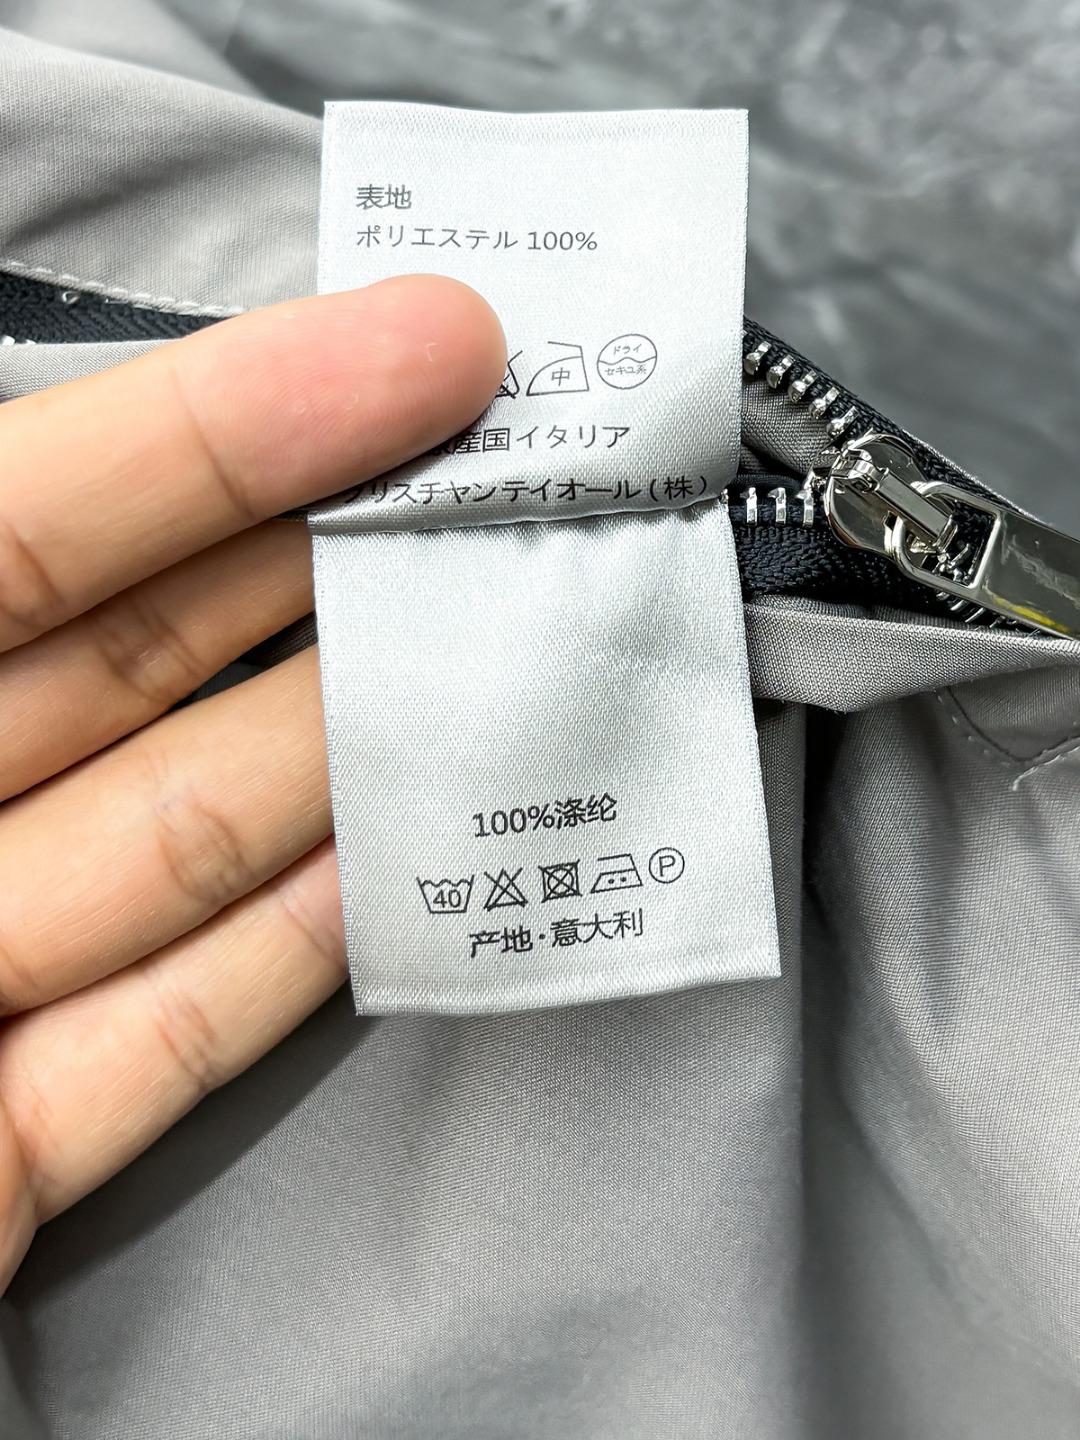 表地
ポリエステル 100%
中
ドライ
セキユ系
産国イタリア
リスチャンテイオール(株)
100%涤纶
40
P
产地·意大利